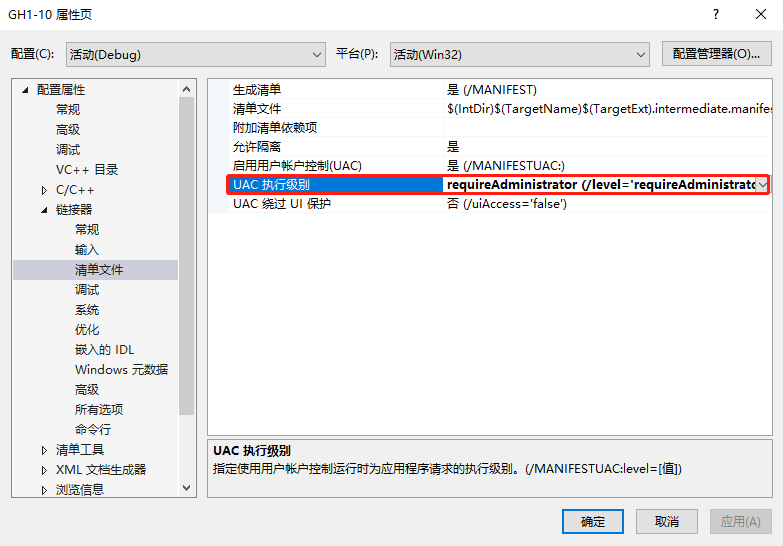 GH1-10 属性页
配置(C): 活动(Debug) 平台(P): 活动(Win32) 配置管理器(O)...
配置属性
常规
高级
调试
VC++ 目录
C/C++
链接器
常规
输入
清单文件
调试
系统
优化
嵌入的 IDL
Windows 元数据
高级
所有选项
命令行
清单工具
XML 文档生成器
浏览信息
生成清单 是 (/MANIFEST)
清单文件 $(IntDir)$(TargetName)$(TargetExt).intermediate.manifes
附加清单依赖项
允许隔离 是
启用用户帐户控制(UAC) 是 (/MANIFESTUAC:)
UAC 执行级别 requireAdministrator (/level='requireAdministrato
UAC 绕过 UI 保护 否 (/uiAccess='false')
UAC 执行级别
指定使用用户帐户控制运行时为应用程序请求的执行级别。(/MANIFESTUAC:level=[值])
确定 取消 应用(A)